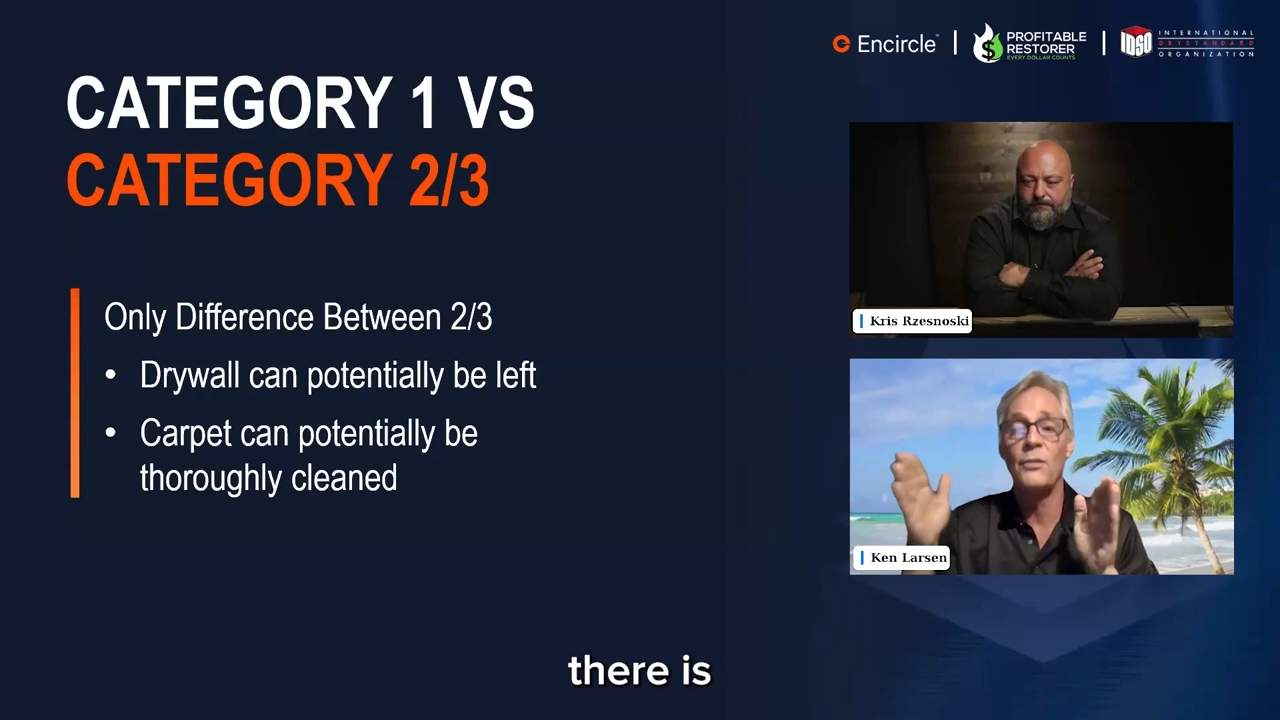 Encircle
PROFITABLE
RESTORER
EVERY DOLLAR COUNTS
IDSO
INTERNATIONAL
DRYSTANDARD
ORGANIZATION
CATEGORY 1 VS
CATEGORY 2/3
Only Difference Between 2/3
• Drywall can potentially be left
• Carpet can potentially be
thoroughly cleaned
Kris Rzesnoski
Ken Larsen
there is